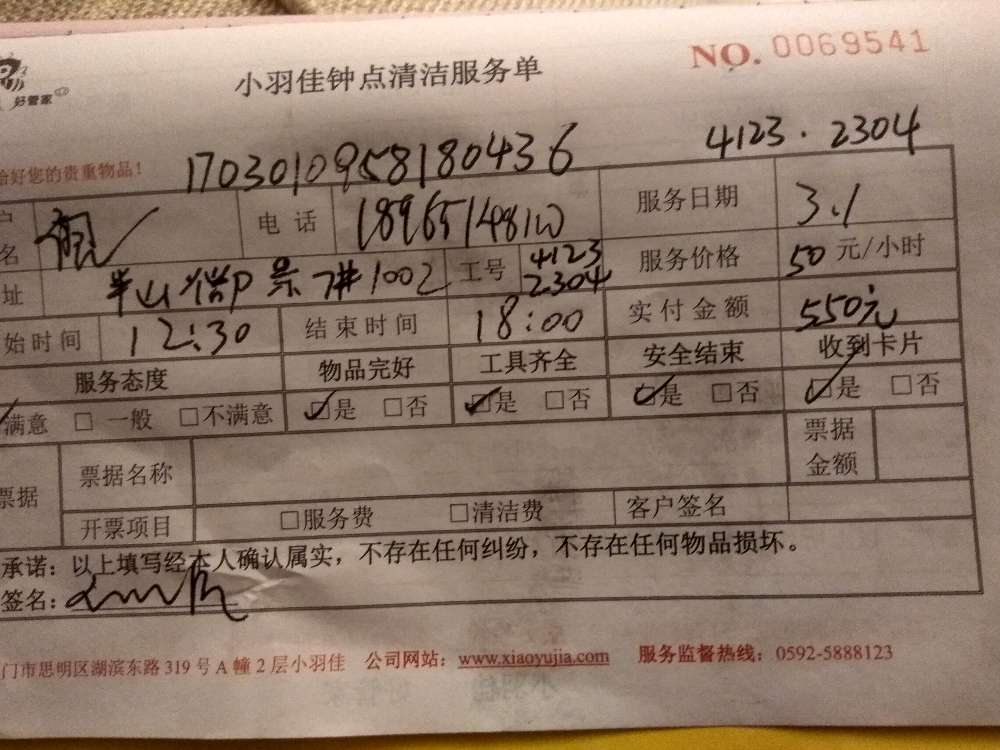 好管家
小羽佳钟点清洁服务单
NO. 0069541
给好您的贵重物品!
1703010958180436
4123 . 2304
户名 电话 服务日期 3.1
址 半山 景 7# 1002 工号 4123 2304 服务价格 50 元/小时
始时间 12:30 结束时间 18:00 实付金额 550元
服务态度 物品完好 工具齐全 安全结束 收到卡片
满意 □ 一般 □不满意 □是 □否 □是 □否 □是 □否 □是 □否
票据 票据名称 票据金额
开票项目 □服务费 □清洁费 客户签名
承诺：以上填写经本人确认属实，不存在任何纠纷，不存在任何物品损坏。
签名：
门市思明区湖滨东路 319 号 A 幢 2 层小羽佳 公司网站：www.xiaoyujia.com 服务监督热线：0592-5888123